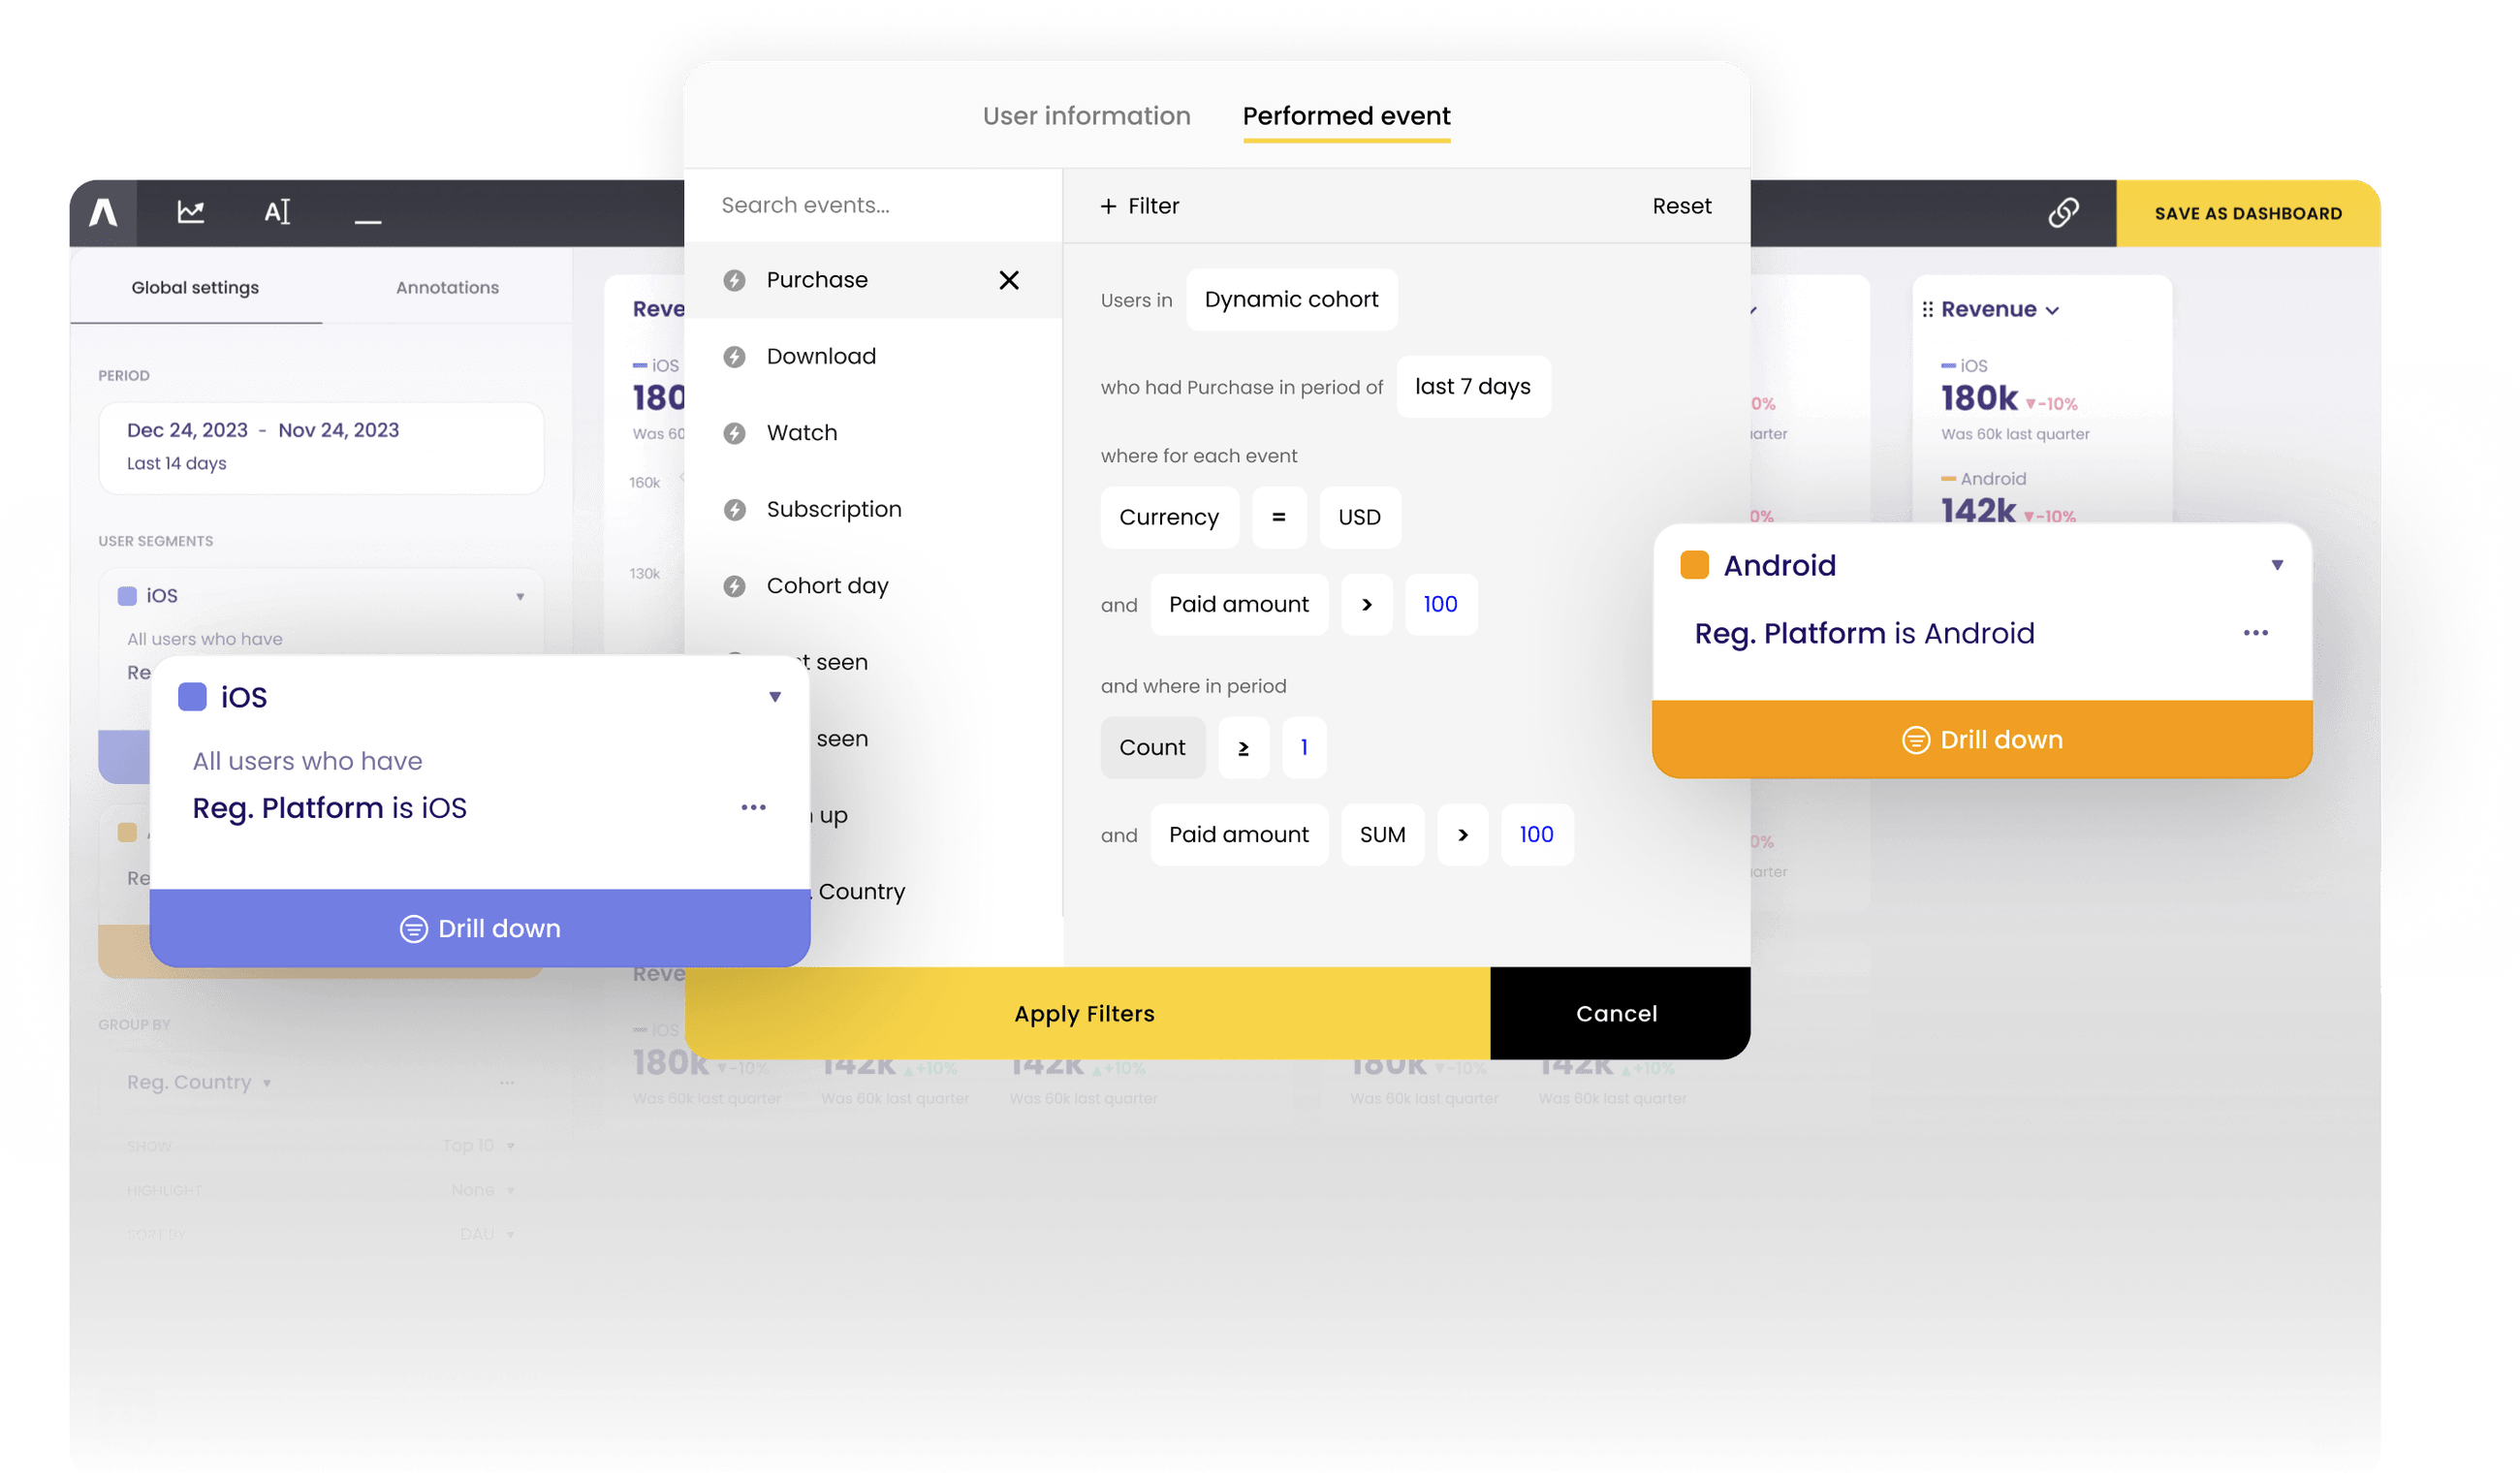 User information Performed event
Search events...
+ Filter Reset
AI
SAVE AS DASHBOARD
Global settings Annotations
PERIOD
Dec 24, 2023 - Nov 24, 2023
Last 14 days
USER SEGMENTS
iOS
All users who have
Purchase
Download
Watch
Subscription
Cohort day
seen
seen
up
Country
Users in Dynamic cohort
who had Purchase in period of last 7 days
where for each event
Currency = USD
and Paid amount > 100
and where in period
Count ≥ 1
and Paid amount SUM > 100
Apply Filters Cancel
iOS
180
160k
130k
Revenue
iOS
180k ▼-10%
Was 60k last quarter
Android
142k ▼-10%
iOS
All users who have
Reg. Platform is iOS
Drill down
Android
Reg. Platform is Android
Drill down
GROUP BY
Reg. Country
SHOW Top 10
HIGHLIGHT None
SORT BY DAU
iOS
180k ▼-10% 142k ▲+10% 142k ▲+10% 180k ▼-10% 142k ▲+10%
Was 60k last quarter Was 60k last quarter Was 60k last quarter Was 60k last quarter Was 60k last quarter